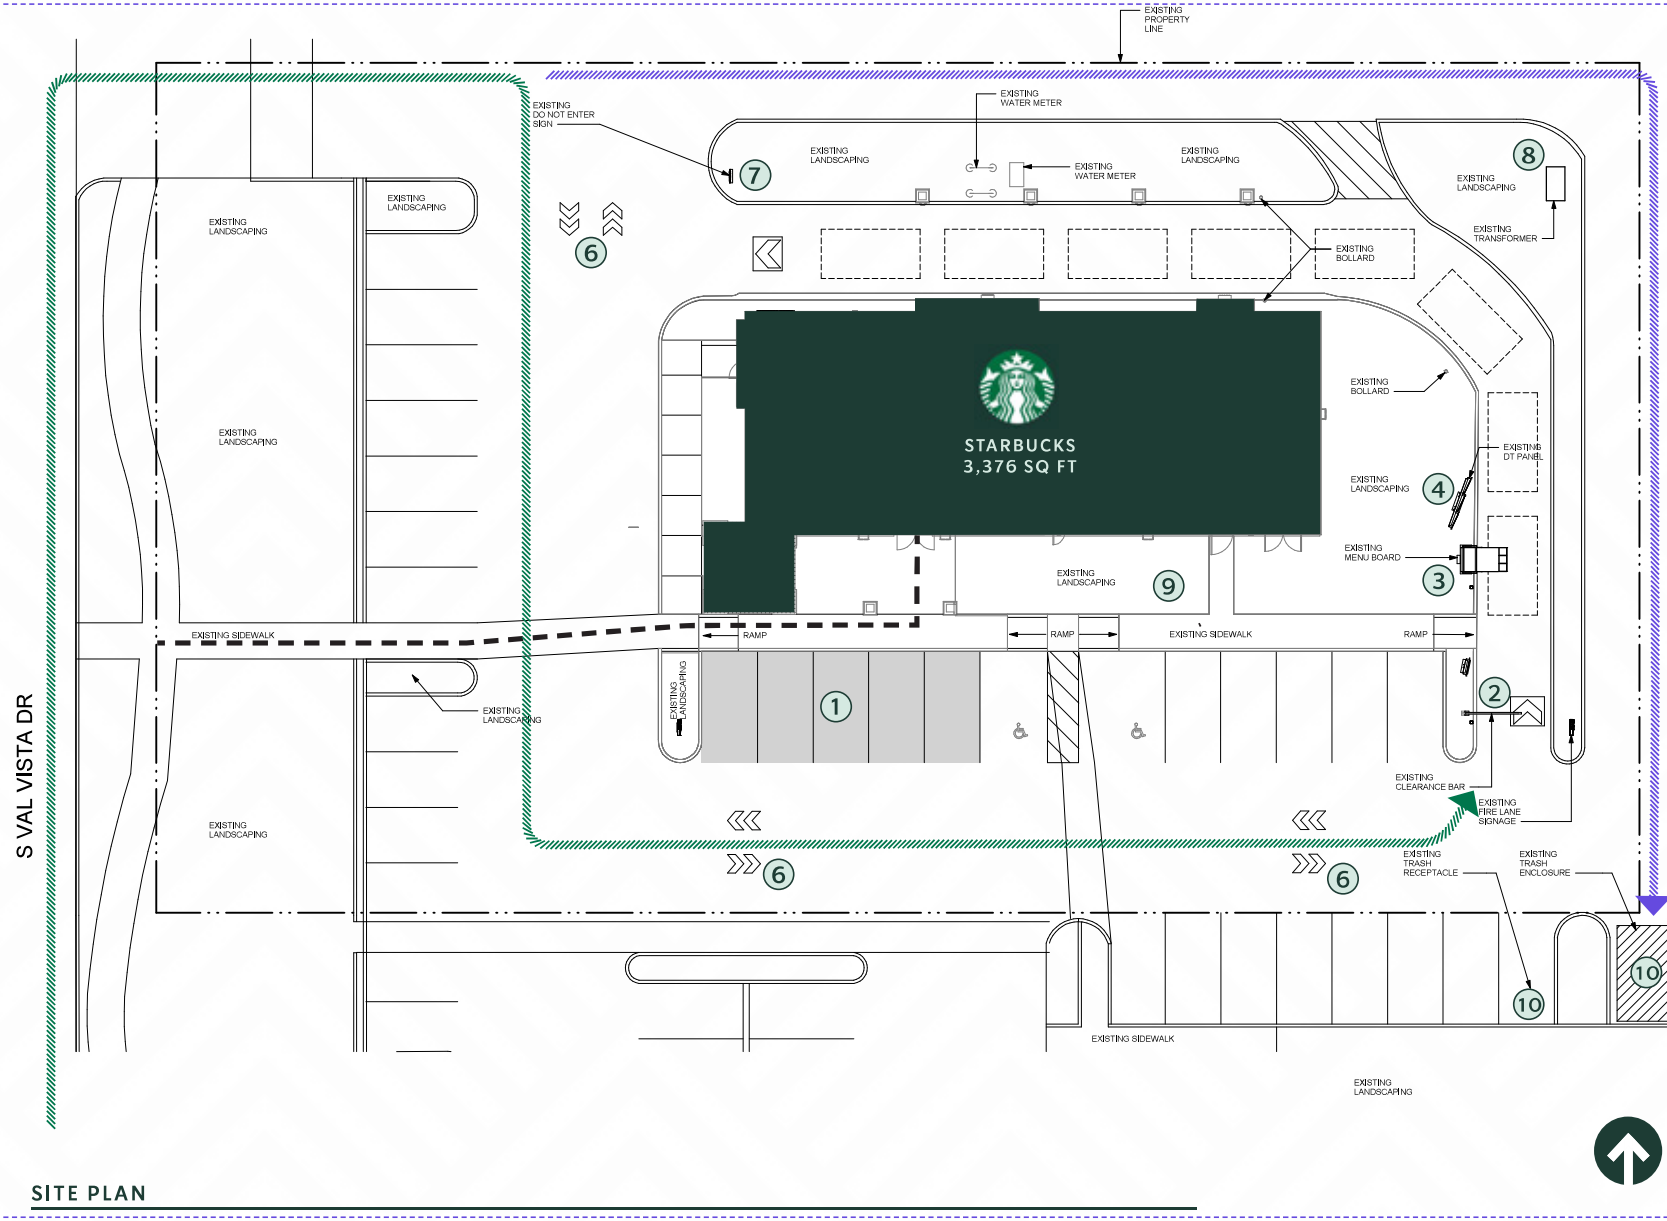 EXISTING
PROPERTY
LINE
EXISTING
DO NOT ENTER
SIGN
EXISTING
WATER METER
EXISTING
LANDSCAPING
EXISTING
LANDSCAPING
EXISTING
WATER METER
7
8
EXISTING
LANDSCAPING
EXISTING
TRANSFORMER
EXISTING
LANDSCAPING
EXISTING
LANDSCAPING
6
EXISTING
BOLLARD
EXISTING
BOLLARD
EXISTING
LANDSCAPING
STARBUCKS
3,376 SQ FT
EXISTING
DT PANEL
EXISTING
LANDSCAPING
4
EXISTING
MENU BOARD
3
EXISTING
LANDSCAPING
9
EXISTING SIDEWALK
RAMP
RAMP
EXISTING SIDEWALK
RAMP
EXISTING
LANDSCAPING
EXISTING
LANDSCAPING
1
2
S VAL VISTA DR
EXISTING
CLEARANCE BAR
EXISTING
FIRE LANE
SIGNAGE
EXISTING
LANDSCAPING
6
6
EXISTING
TRASH
RECEPTACLE
EXISTING
TRASH
ENCLOSURE
10
10
EXISTING SIDEWALK
EXISTING
LANDSCAPING
SITE PLAN